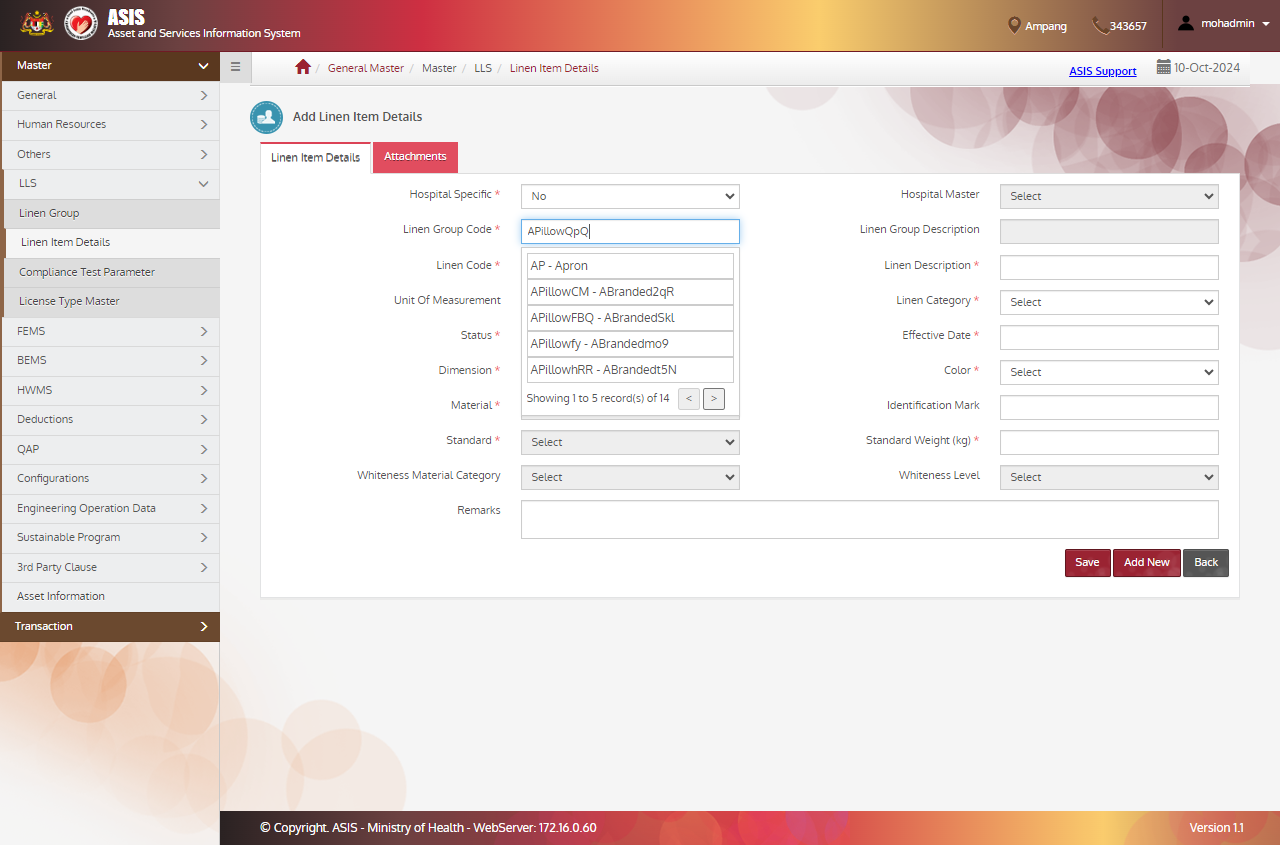 ASIS
Asset and Services Information System
Ampang
343657
mohadmin
Master
General Master / Master / LLS / Linen Item Details
ASIS Support
10-Oct-2024
General
Human Resources
Others
LLS
Linen Group
Linen Item Details
Compliance Test Parameter
License Type Master
FEMS
BEMS
HWMS
Deductions
QAP
Configurations
Engineering Operation Data
Sustainable Program
3rd Party Clause
Asset Information
Transaction
Add Linen Item Details
Linen Item Details
Attachments
Hospital Specific *
No
Hospital Master
Select
Linen Group Code *
APillowQpQ
Linen Group Description
AP - Apron
APillowCM - ABranded2qR
APillowFBQ - ABrandedSkl
APillowfy - ABrandedmo9
APillowhRR - ABrandedt5N
Showing 1 to 5 record(s) of 14
<
>
Linen Code *
Linen Description *
Unit Of Measurement
Linen Category *
Select
Status *
Effective Date *
Dimension *
Color *
Select
Material *
Identification Mark
Standard *
Select
Standard Weight (kg) *
Whiteness Material Category
Select
Whiteness Level
Select
Remarks
Save
Add New
Back
© Copyright. ASIS - Ministry of Health - WebServer: 172.16.0.60
Version 1.1